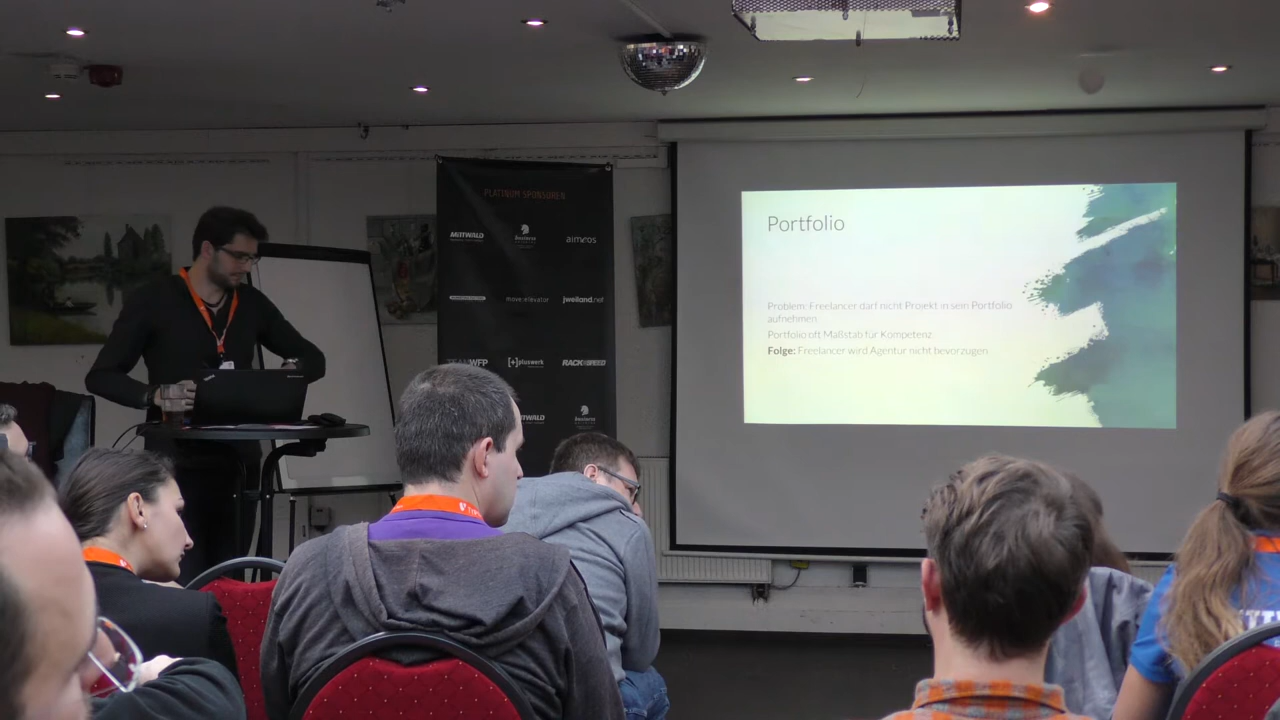 PLATINUM SPONSOREN
MITTWALD
aimcos
move:elevator
jweiland.net
TEAMWFP
[+]pluswerk
RACKSPEED
MITTWALD
Portfolio
Problem: Freelancer darf nicht Projekt in sein Portfolio
aufnehmen
Portfolio oft Maßstab für Kompetenz
Folge: Freelancer wird Agentur nicht bevorzugen